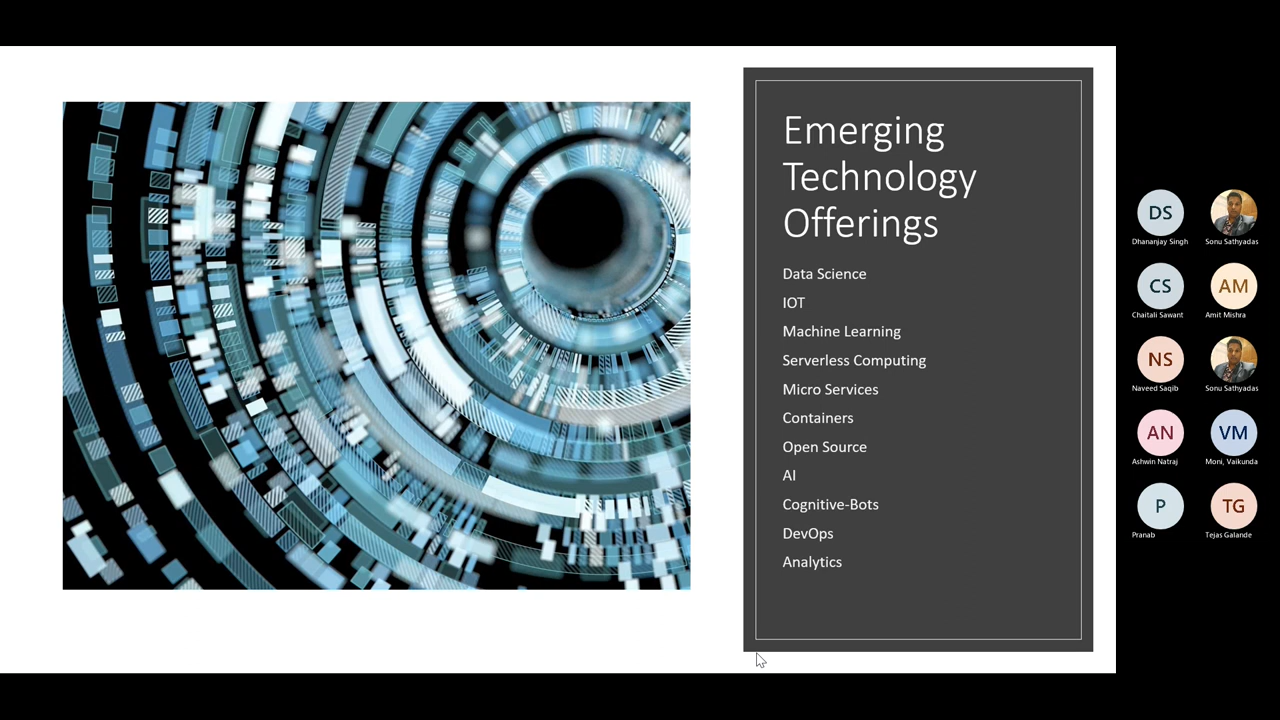 Emerging
Technology
Offerings
Data Science
IOT
Machine Learning
Serverless Computing
Micro Services
Containers
Open Source
AI
Cognitive-Bots
DevOps
Analytics
DS
Dhananjay Singh
Sonu Sathyadas
CS
Chaitali Sawant
AM
Amit Mishra
NS
Naveed Saqib
Sonu Sathyadas
AN
Ashwin Natraj
VM
Moni, Vaikunda
P
Pranab
TG
Tejas Galande